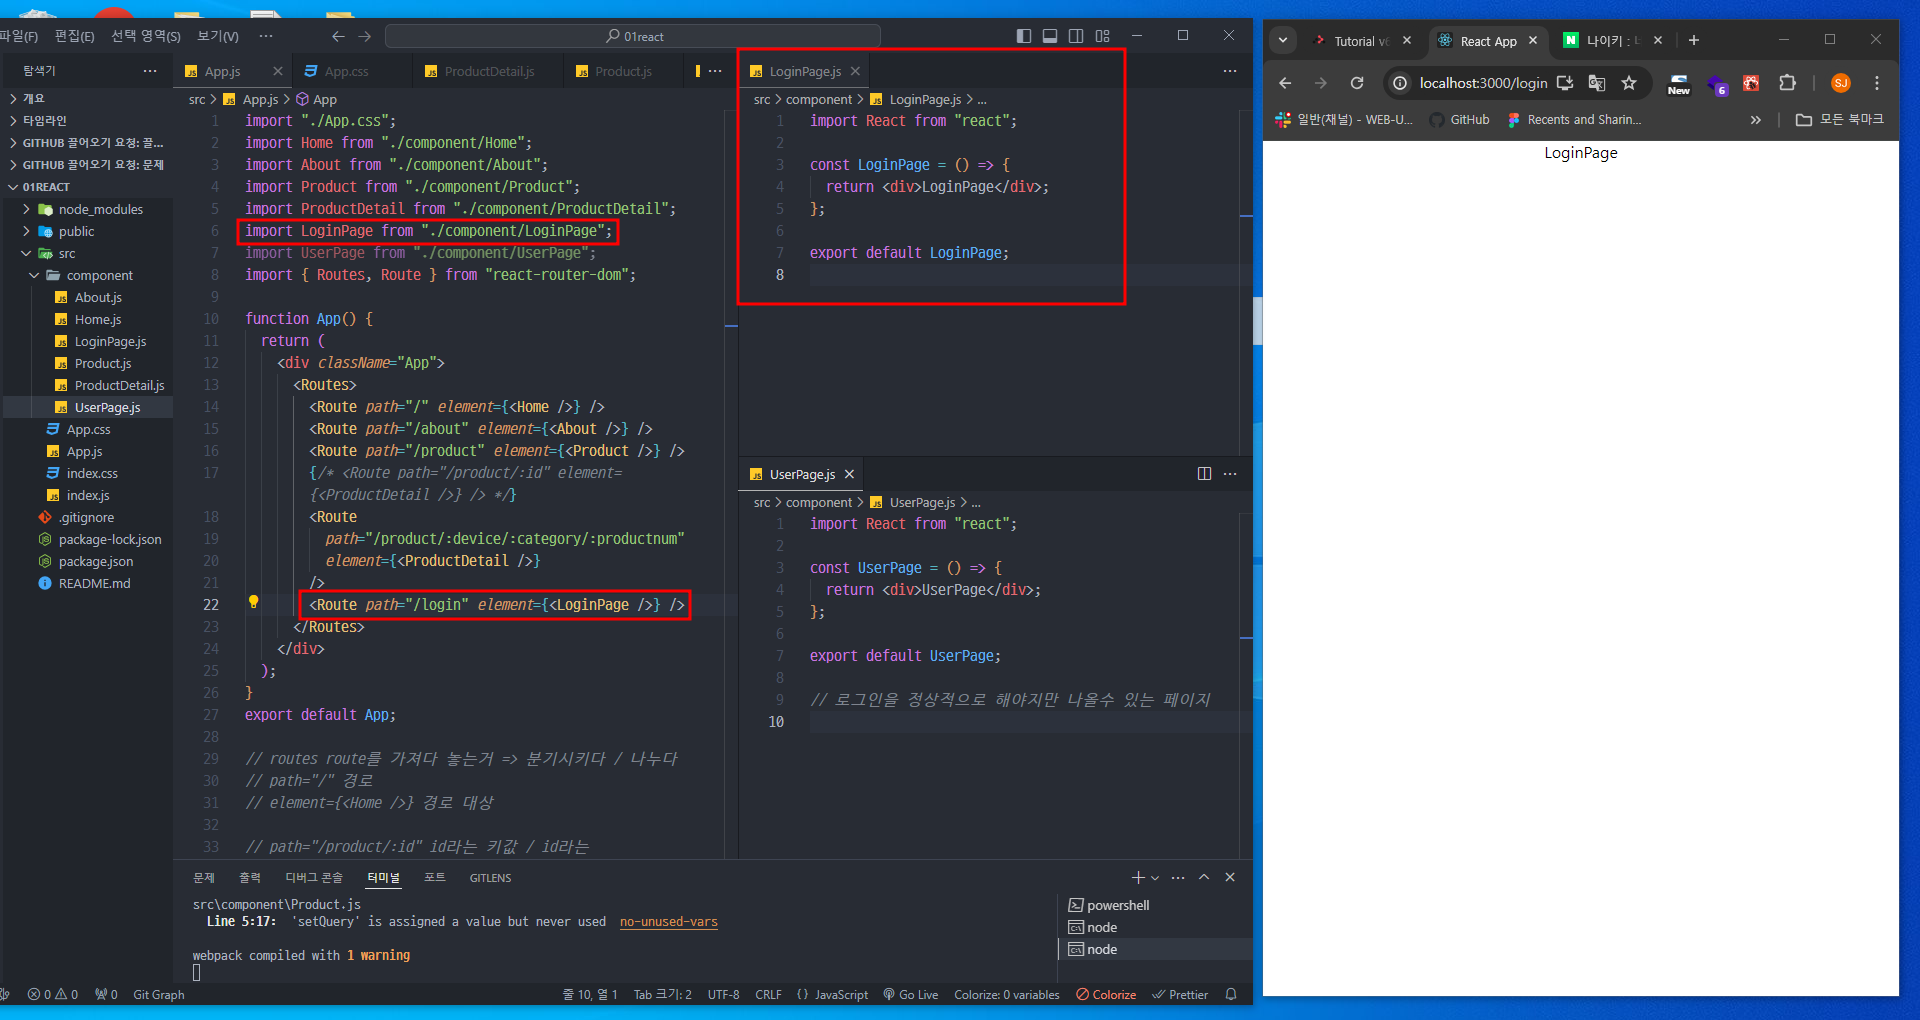 파일(F) 편집(E) 선택 영역(S) 보기(V) ··· 01react
탐색기
개요
타임라인
GITHUB 끌어오기 요청: 끌...
GITHUB 끌어오기 요청: 문제
01REACT
node_modules
public
src
component
About.js
Home.js
LoginPage.js
Product.js
ProductDetail.js
UserPage.js
App.css
App.js
index.css
index.js
.gitignore
package-lock.json
package.json
README.md
App.js App.css ProductDetail.js Product.js
src > App.js > App
1 import "./App.css";
2 import Home from "./component/Home";
3 import About from "./component/About";
4 import Product from "./component/Product";
5 import ProductDetail from "./component/ProductDetail";
6 import LoginPage from "./component/LoginPage";
7 import UserPage from "./component/UserPage";
8 import { Routes, Route } from "react-router-dom";
9
10 function App() {
11 return (
12 <div className="App">
13 <Routes>
14 <Route path="/" element={<Home />} />
15 <Route path="/about" element={<About />} />
16 <Route path="/product" element={<Product />} />
17 {/* <Route path="/product/:id" element=
{<ProductDetail />} /> */}
18 <Route
19 path="/product/:device/:category/:productnum"
20 element={<ProductDetail />}
21 />
22 <Route path="/login" element={<LoginPage />} />
23 </Routes>
24 </div>
25 );
26 }
27 export default App;
28
29 // routes route를 가져다 놓는거 => 분기시키다 / 나누다
30 // path="/" 경로
31 // element={<Home />} 경로 대상
32
33 // path="/product/:id" id라는 키값 / id라는
LoginPage.js
src > component > LoginPage.js > ...
1 import React from "react";
2
3 const LoginPage = () => {
4 return <div>LoginPage</div>;
5 };
6
7 export default LoginPage;
8
UserPage.js
src > component > UserPage.js > ...
1 import React from "react";
2
3 const UserPage = () => {
4 return <div>UserPage</div>;
5 };
6
7 export default UserPage;
8
9 // 로그인을 정상적으로 해야지만 나올수 있는 페이지
10
문제 출력 디버그 콘솔 터미널 포트 GITLENS
src\component\Product.js
Line 5:17: 'setQuery' is assigned a value but never used no-unused-vars
webpack compiled with 1 warning
powershell
node
node
0 0 0 Git Graph 줄 10, 열 1 Tab 크기: 2 UTF-8 CRLF {} JavaScript Go Live Colorize: 0 variables Colorize Prettier
Tutorial v6 React App 나이키 :
localhost:3000/login New 6 SJ
일반(채널) - WEB-U... GitHub Recents and Sharin... 모든 북마크
LoginPage